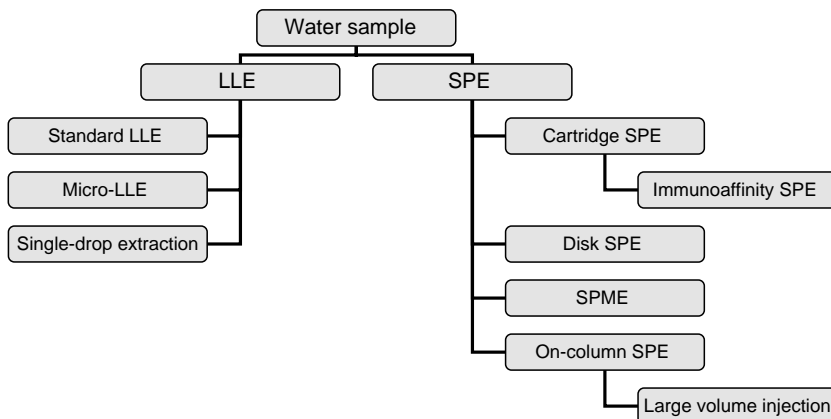 Water sample
LLE
SPE
Standard LLE
Cartridge SPE
Micro-LLE
Immunoaffinity SPE
Single-drop extraction
Disk SPE
SPME
On-column SPE
Large volume injection